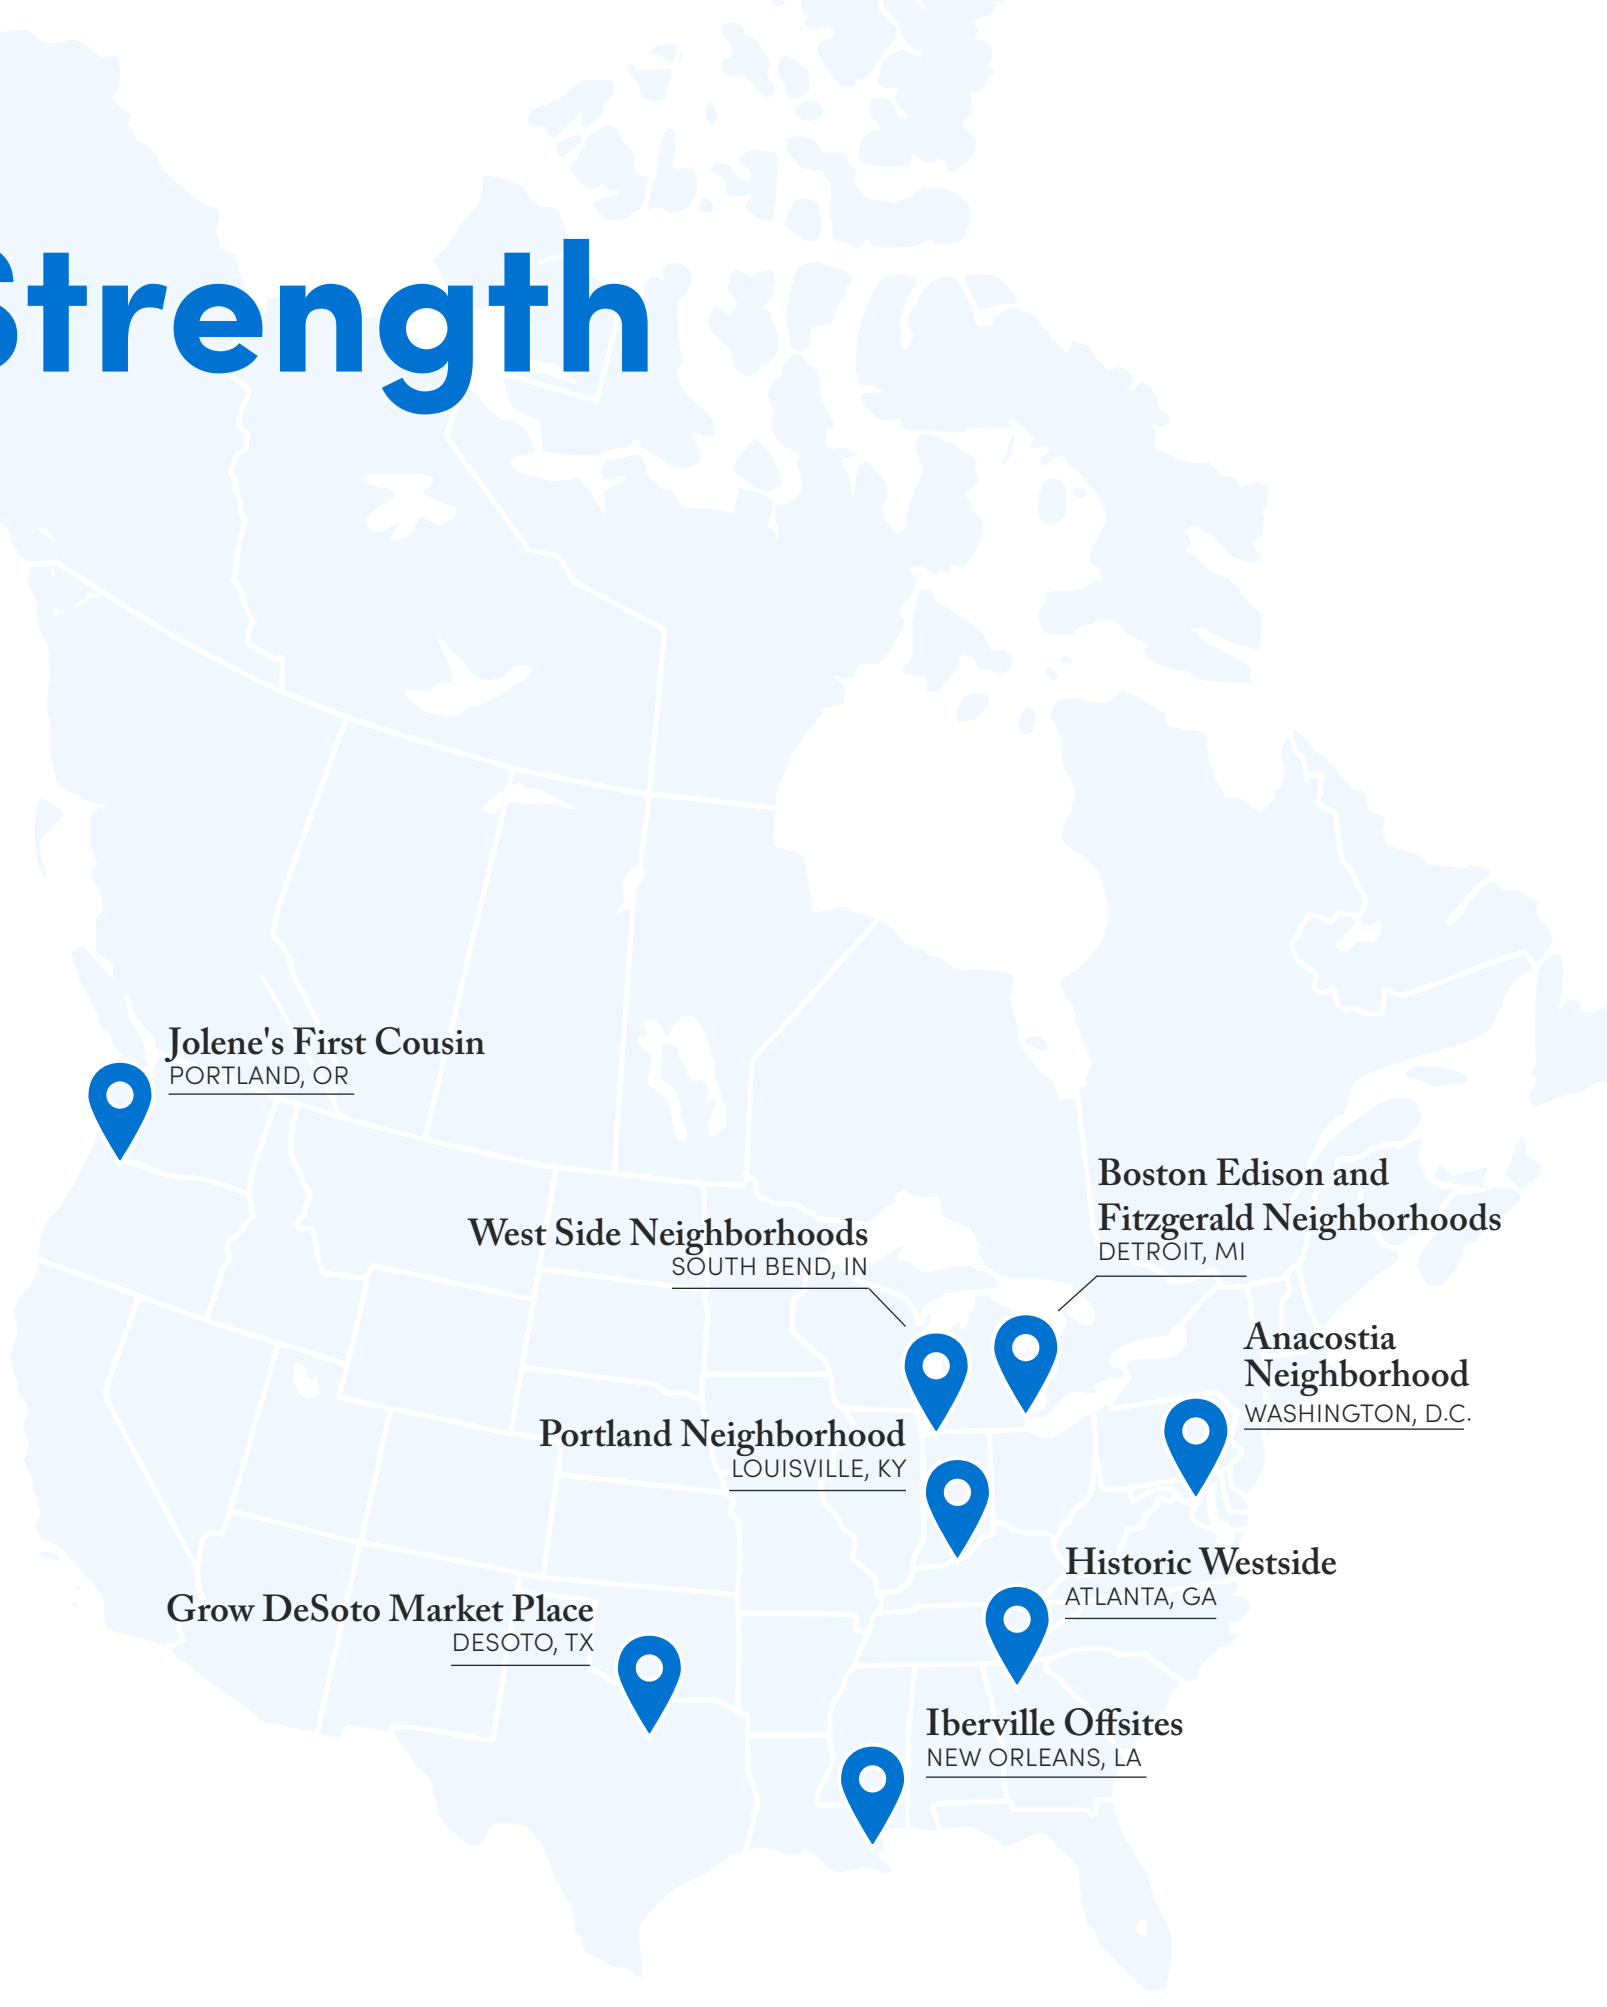 Strength
Jolene's First Cousin
PORTLAND, OR
Boston Edison and
Fitzgerald Neighborhoods
DETROIT, MI
West Side Neighborhoods
SOUTH BEND, IN
Anacostia
Neighborhood
WASHINGTON, D.C.
Portland Neighborhood
LOUISVILLE, KY
Historic Westside
ATLANTA, GA
Grow DeSoto Market Place
DESOTO, TX
Iberville Offsites
NEW ORLEANS, LA